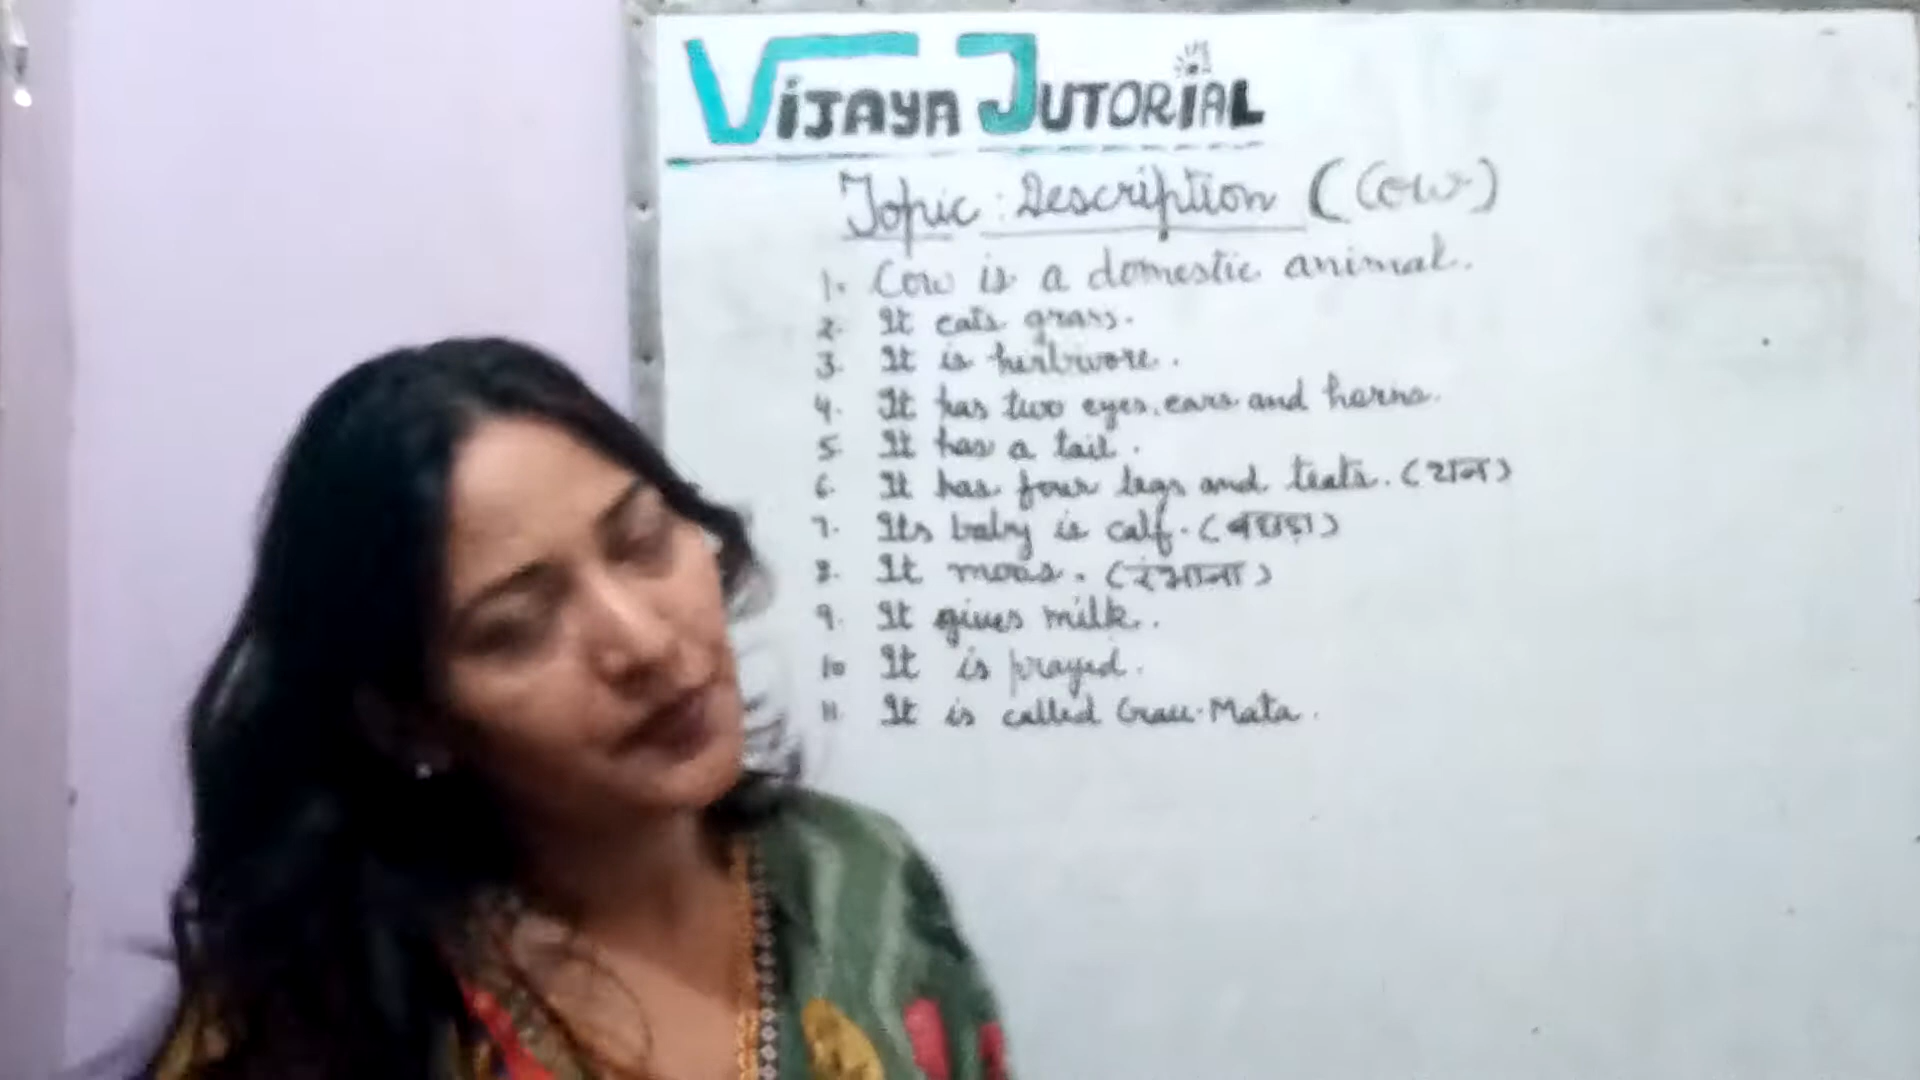 VIJAYA TUTORIAL
Topic : Description (Cow)
1. Cow is a domestic animal.
2. It eats grass.
3. It is herbivore.
4. It has two eyes, ears and horns.
5. It has a tail.
6. It has four legs and teats. (थन)
7. Its baby is calf. (बछड़ा)
8. It moos. (रंभाना)
9. It gives milk.
10 It is prayed.
11. It is called Gau-Mata.